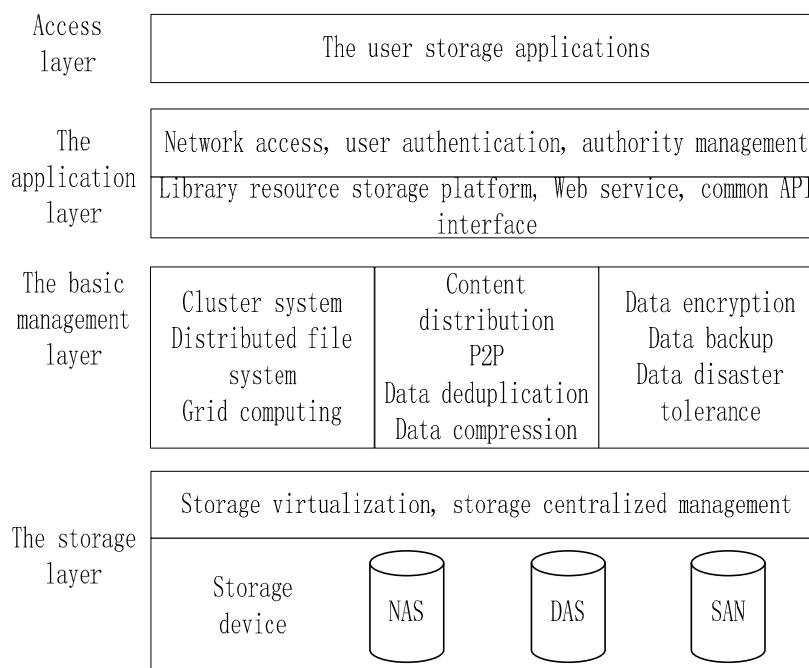 Access
layer
The user storage applications
The
application
layer
Network access, user authentication, authority management
Library resource storage platform, Web service, common API
interface
The basic
management
layer
Cluster system
Distributed file
system
Grid computing
Content
distribution
P2P
Data deduplication
Data compression
Data encryption
Data backup
Data disaster
tolerance
The storage
layer
Storage virtualization, storage centralized management
Storage
device
NAS
DAS
SAN